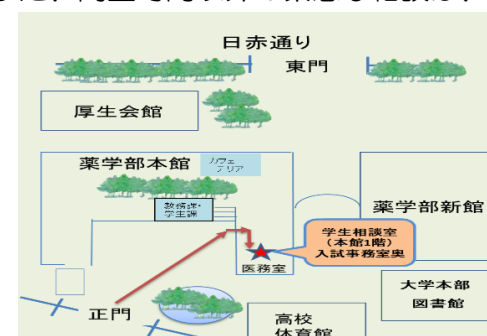 日赤通り
東門
厚生会館
薬学部本館
カフェ
テリア
教務課・
学生課
薬学部新館
学生相談室
(本館1階)
入試事務室奥
医務室
大学本部
図書館
正門
高校
体育館